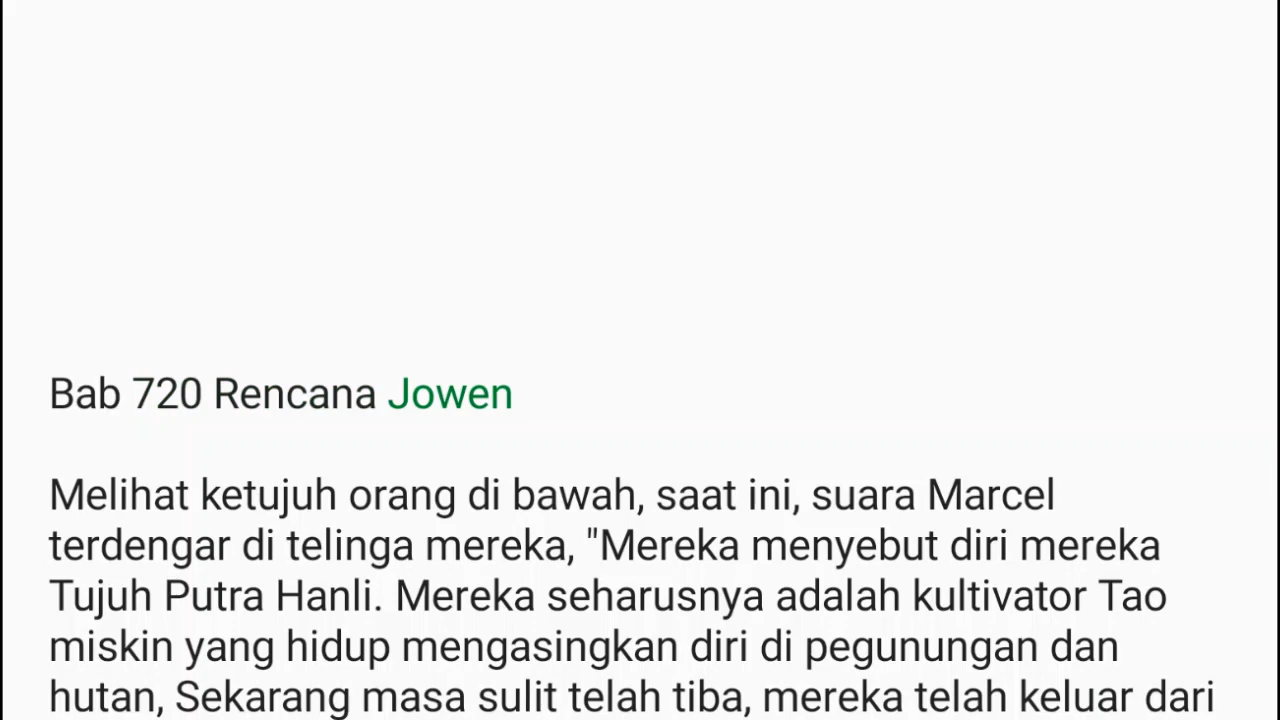 Bab 720 Rencana Jowen
Melihat ketujuh orang di bawah, saat ini, suara Marcel
terdengar di telinga mereka, "Mereka menyebut diri mereka
Tujuh Putra Hanli. Mereka seharusnya adalah kultivator Tao
miskin yang hidup mengasingkan diri di pegunungan dan
hutan, Sekarang masa sulit telah tiba, mereka telah keluar dari